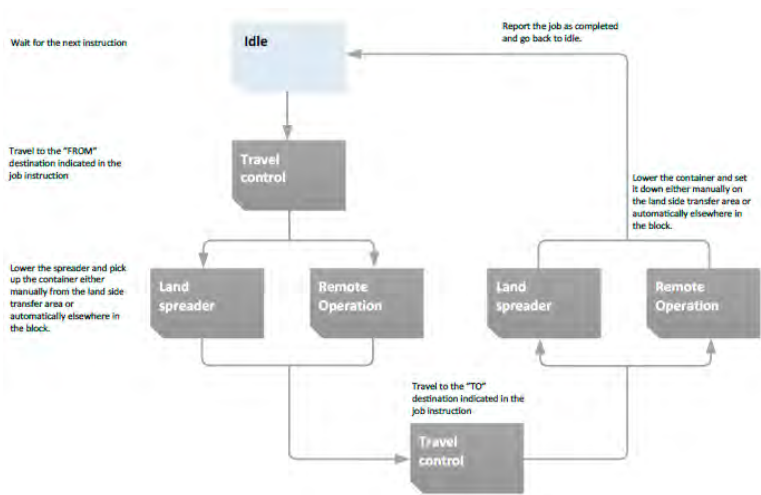 Wait for the next instruction
Idle
Report the job as completed
and go back to idle.
Travel to the "FROM"
destination indicated in the
job instruction
Travel
control
Lower the container and set
it down either manually on
the land side transfer area or
automatically elsewhere in
the block.
Lower the spreader and pick
up the container either
manually from the land side
transfer area or
automatically elsewhere in
the block.
Land
spreader
Remote
Operation
Land
spreader
Remote
Operation
Travel to the "TO"
destination indicated in the
job instruction
Travel
control